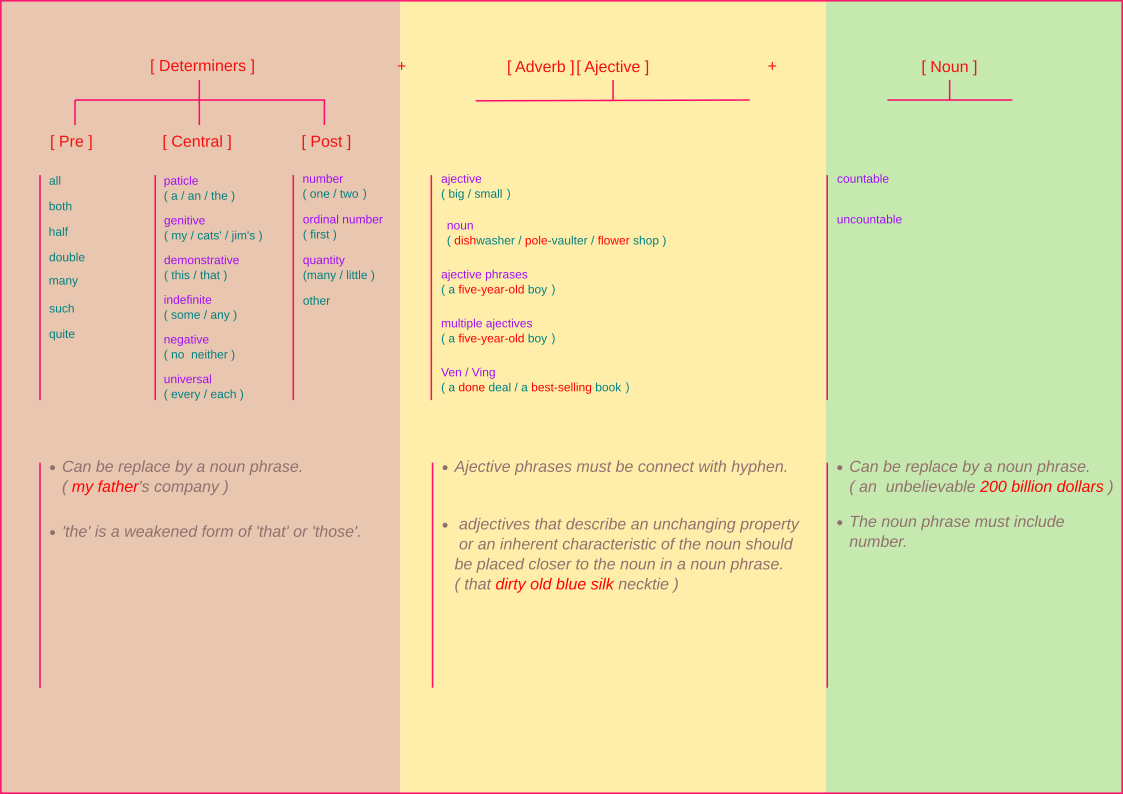 [ Determiners ] + [ Adverb ][ Ajective ] + [ Noun ]
[ Pre ] [ Central ] [ Post ]
all
both
half
double
many
such
quite
paticle
( a / an / the )
genitive
( my / cats' / jim's )
demonstrative
( this / that )
indefinite
( some / any )
negative
( no neither )
universal
( every / each )
number
( one / two )
ordinal number
( first )
quantity
(many / little )
other
ajective
( big / small )
noun
( dishwasher / pole-vaulter / flower shop )
ajective phrases
( a five-year-old boy )
multiple ajectives
( a five-year-old boy )
Ven / Ving
( a done deal / a best-selling book )
countable
uncountable
• Can be replace by a noun phrase.
( my father's company )
• 'the' is a weakened form of 'that' or 'those'.
• Ajective phrases must be connect with hyphen.
• adjectives that describe an unchanging property
or an inherent characteristic of the noun should
be placed closer to the noun in a noun phrase.
( that dirty old blue silk necktie )
• Can be replace by a noun phrase.
( an unbelievable 200 billion dollars )
• The noun phrase must include
number.